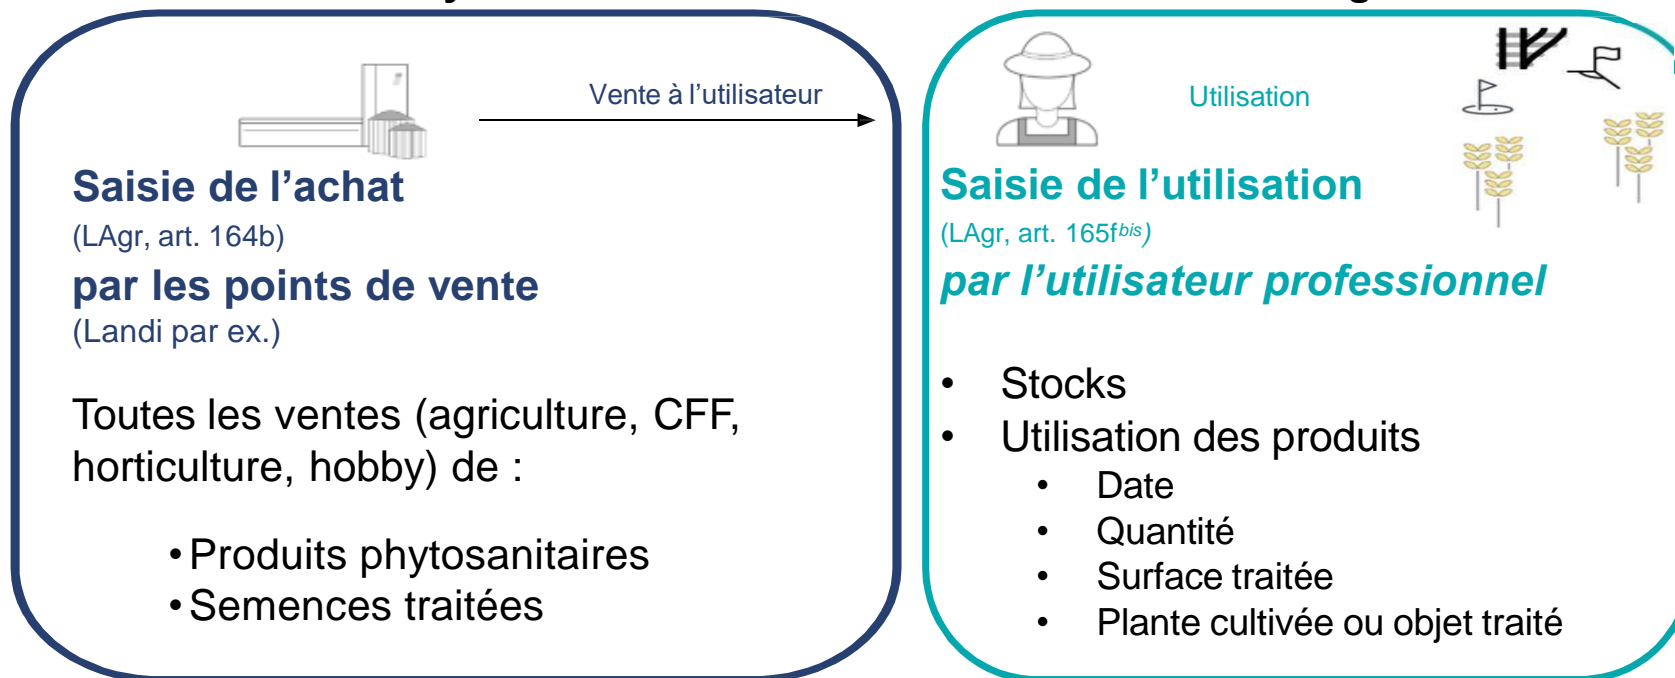 Vente à l’utilisateur
Saisie de l’achat
(LAgr, art. 164b)
par les points de vente
(Landi par ex.)
Toutes les ventes (agriculture, CFF,
horticulture, hobby) de :
•Produits phytosanitaires
•Semences traitées
Utilisation
Saisie de l’utilisation
(LAgr, art. 165fbis)
par l’utilisateur professionnel
• Stocks
• Utilisation des produits
• Date
• Quantité
• Surface traitée
• Plante cultivée ou objet traité